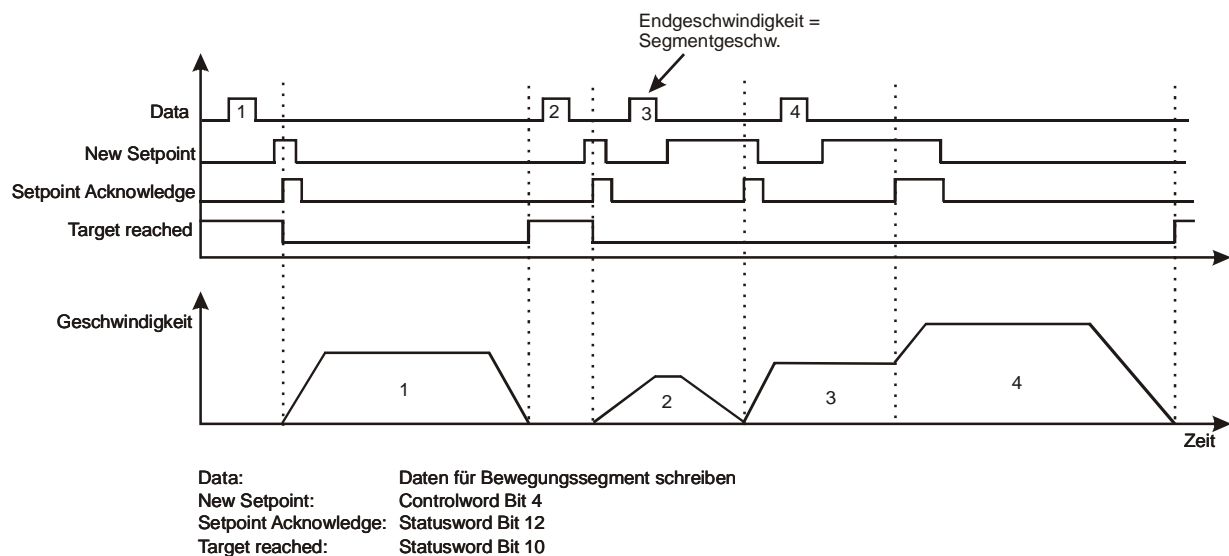 Endgeschwindigkeit =
Segmentgeschw.
Data
1
2
3
4
New Setpoint
Setpoint Acknowledge
Target reached
Geschwindigkeit
1
2
3
4
Zeit
Data: Daten für Bewegungssegment schreiben
New Setpoint: Controlword Bit 4
Setpoint Acknowledge: Statusword Bit 12
Target reached: Statusword Bit 10